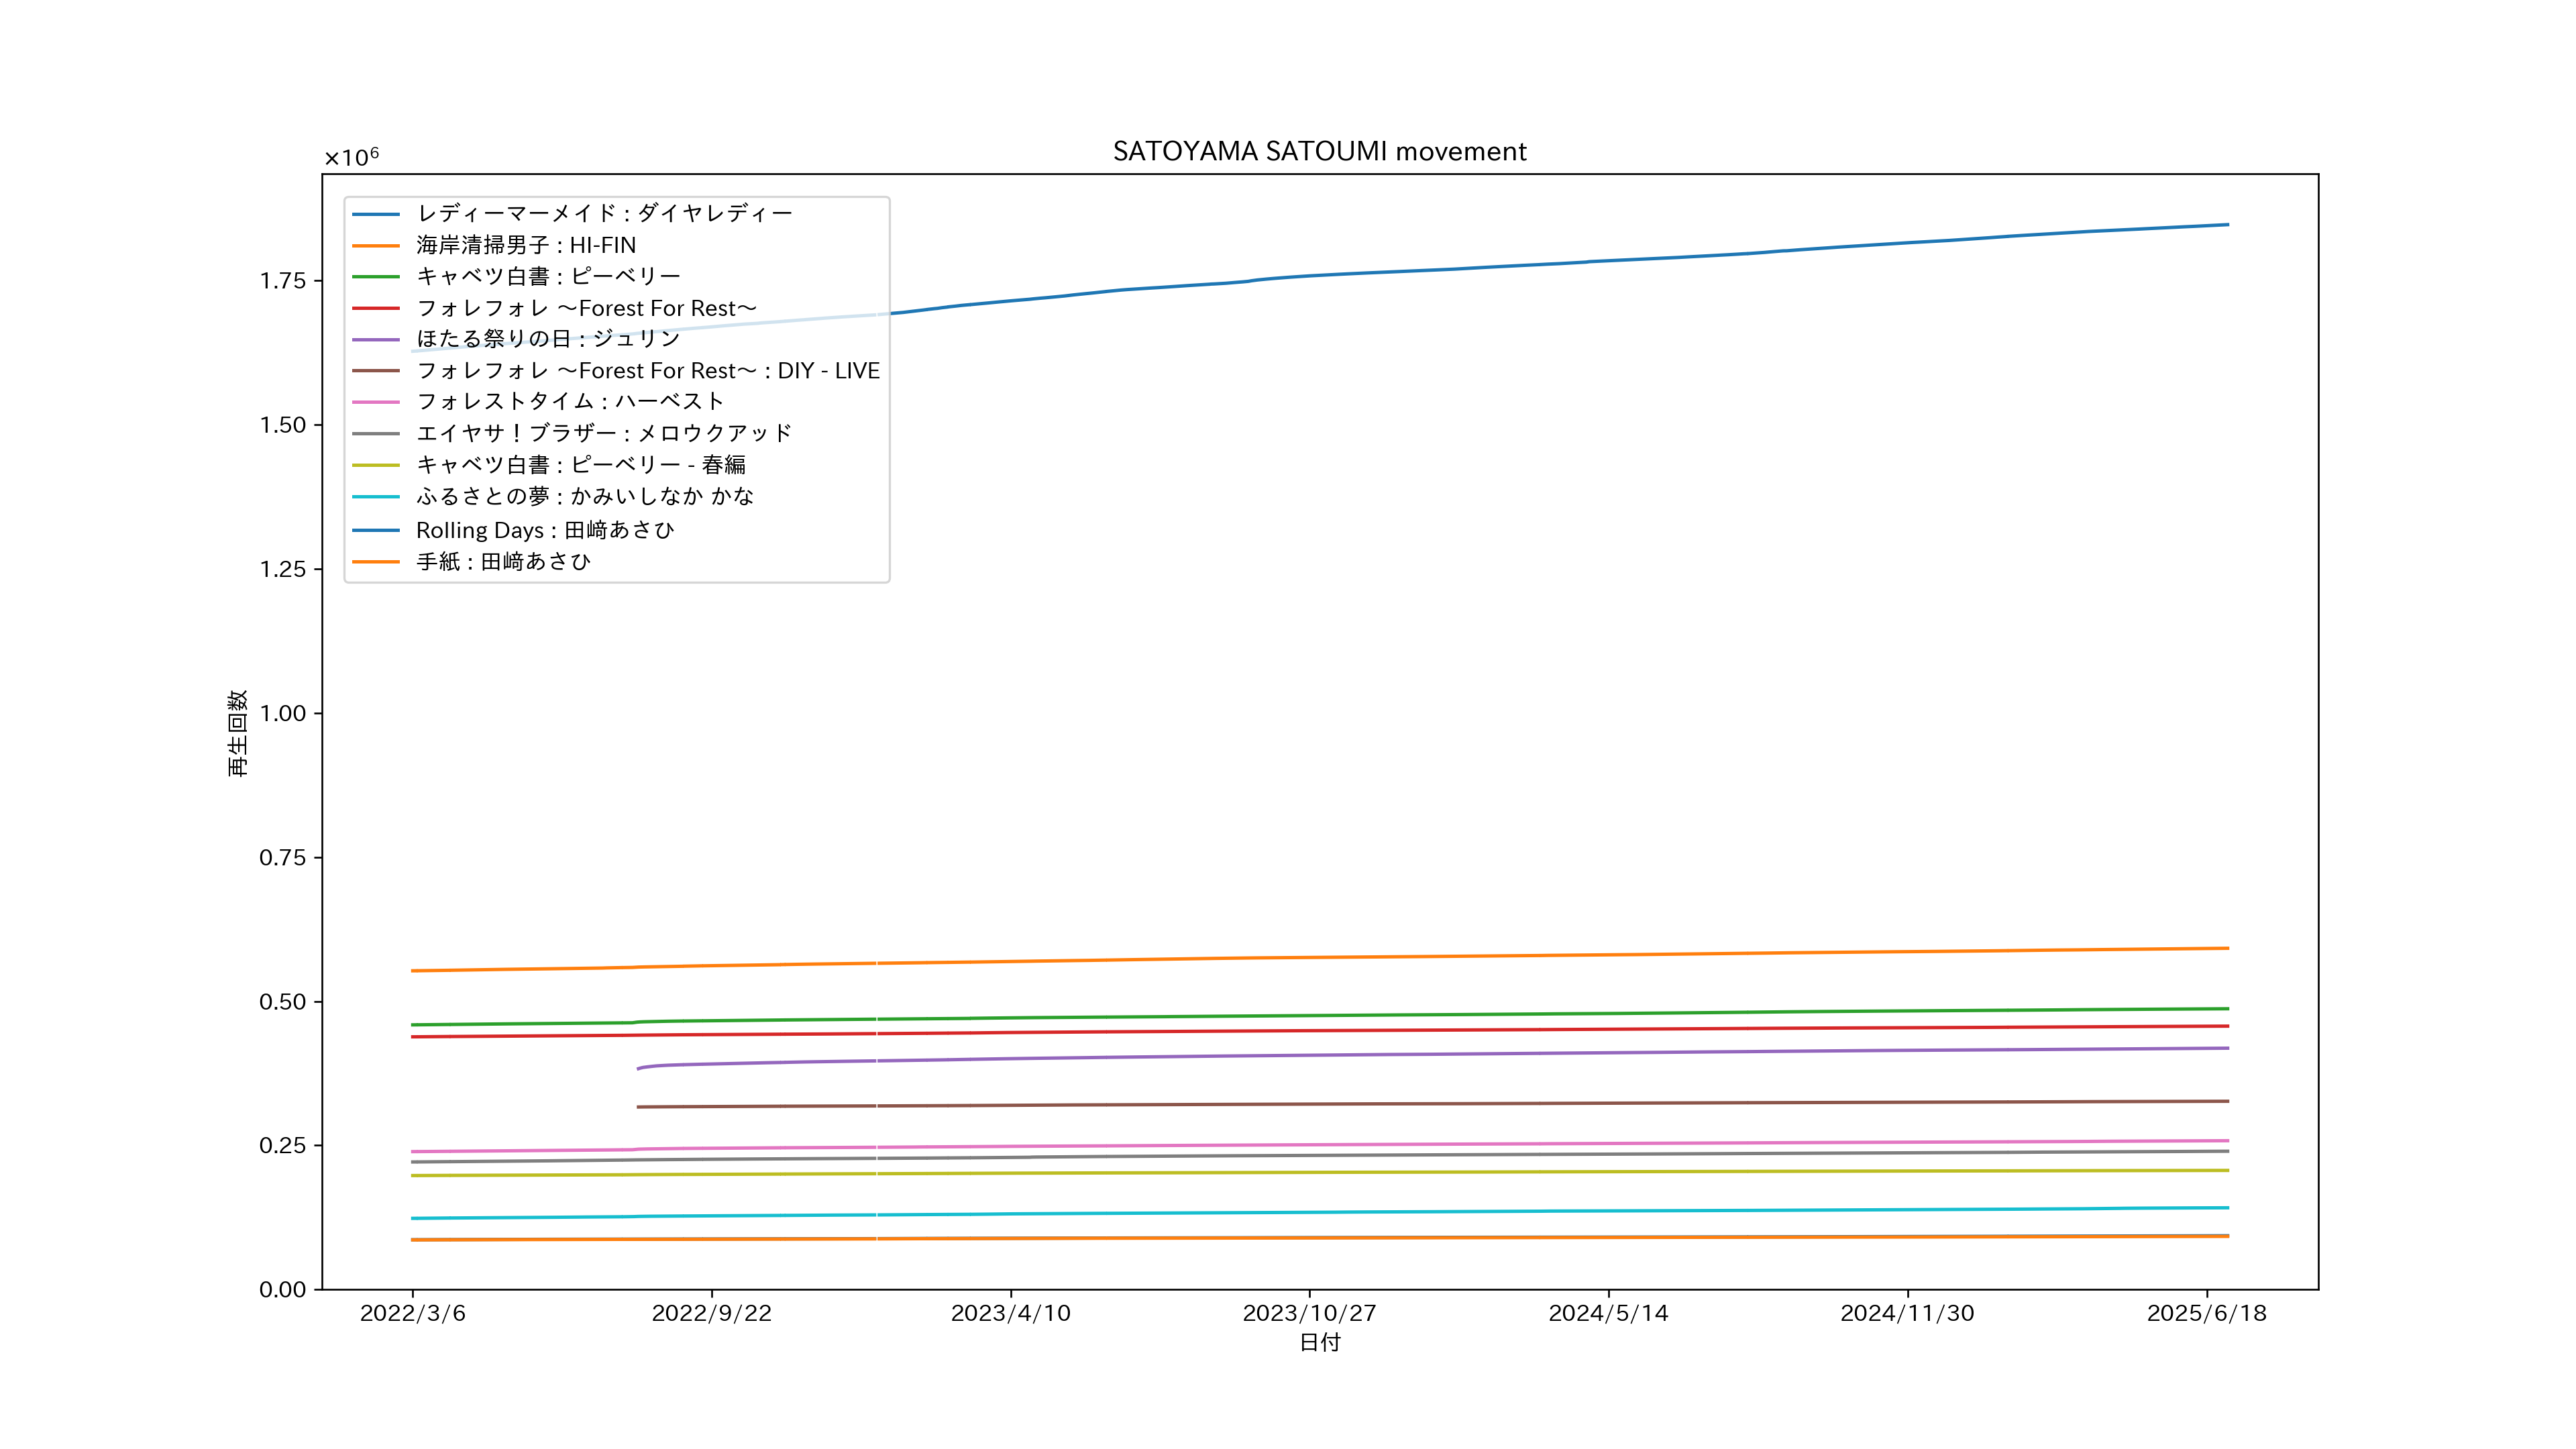 SATOYAMA SATOUMI movement
×10⁶
レディーマーメイド : ダイヤレディー
海岸清掃男子 : HI-FIN
キャベツ白書 : ピーベリー
フォレフォレ ～Forest For Rest～
ほたる祭りの日 : ジュリン
フォレフォレ ～Forest For Rest～ : DIY - LIVE
フォレストタイム : ハーベスト
エイヤサ！ブラザー : メロウクアッド
キャベツ白書 : ピーベリー - 春編
ふるさとの夢 : かみいしなか かな
Rolling Days : 田﨑あさひ
手紙 : 田﨑あさひ
1.75
1.50
1.25
1.00
0.75
0.50
0.25
0.00
再生回数
2022/3/6
2022/9/22
2023/4/10
2023/10/27
2024/5/14
2024/11/30
2025/6/18
日付